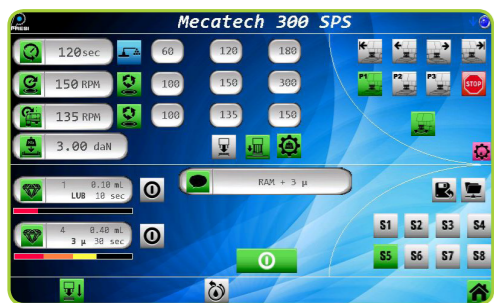 Mecatech 300 SPS
PRESI
120 sec 60 120 180
P1 P2 P3 STOP
150 RPM 100 150 300
135 RPM 100 135 150
3.00 daN
1 0.10 mL
LUB 10 sec
RAM + 3 µ
4 0.40 mL
3 µ 30 sec
S1 S2 S3 S4
S5 S6 S7 S8